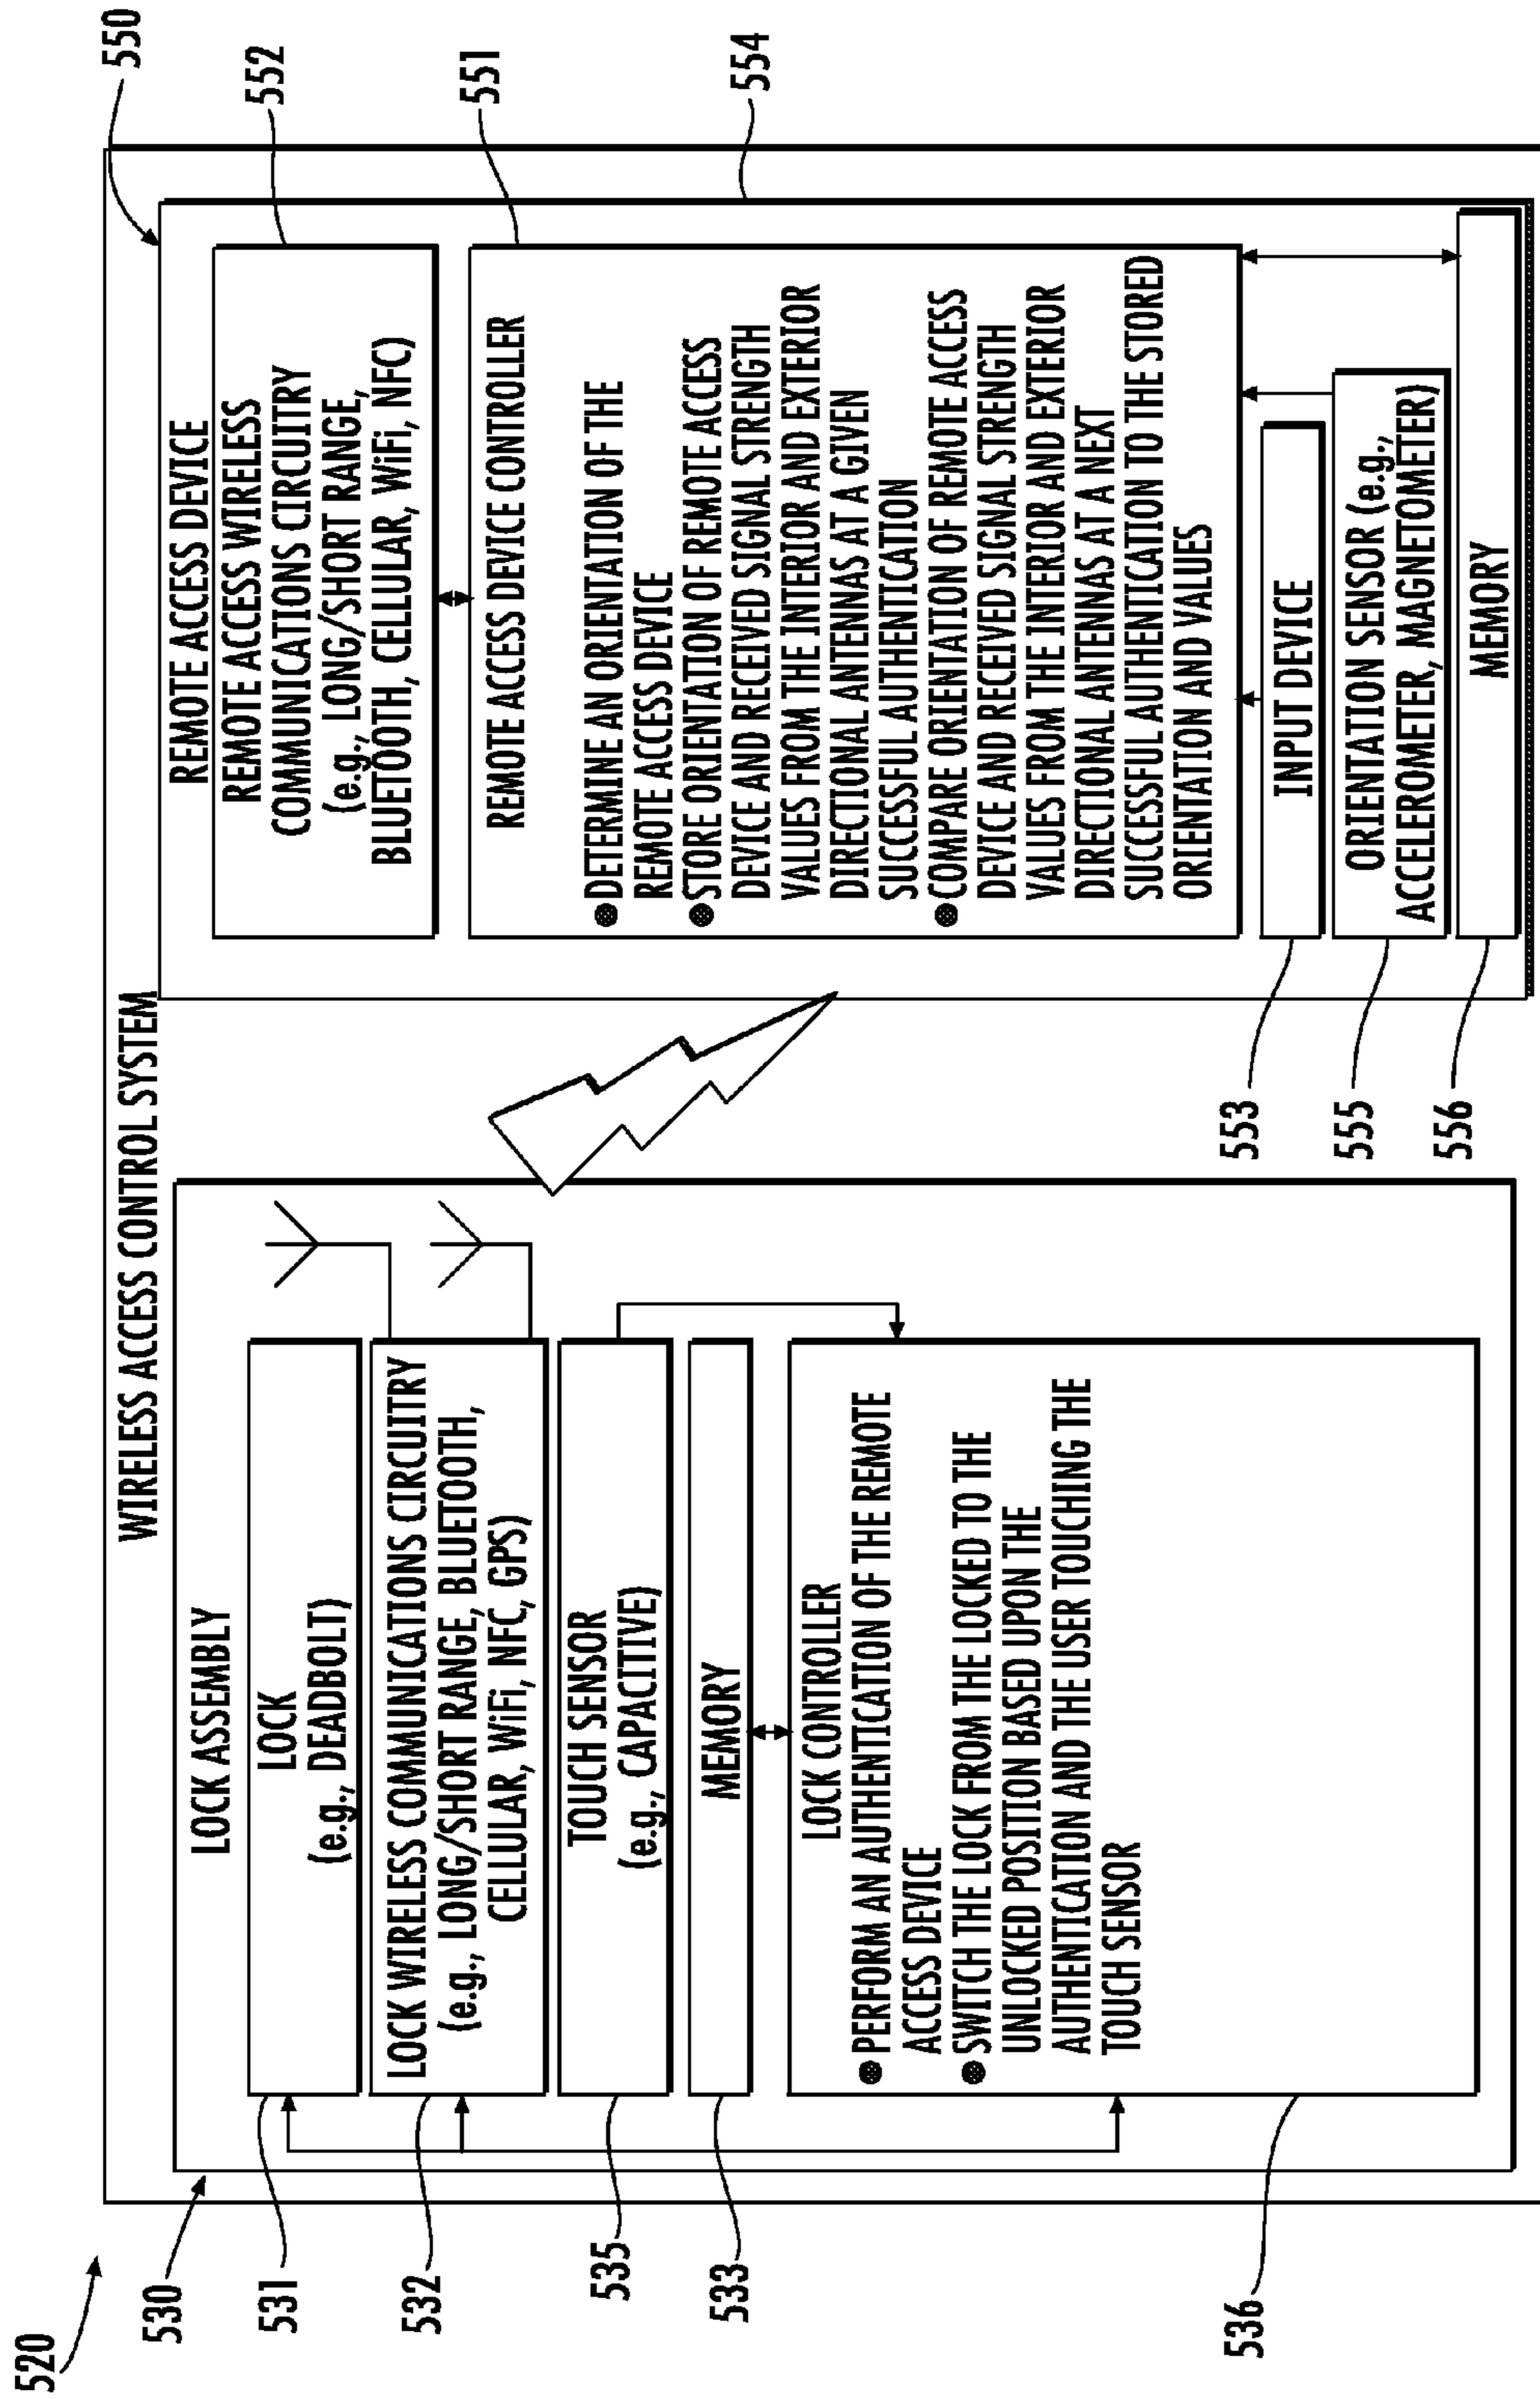 520
WIRELESS ACCESS CONTROL SYSTEM
530
LOCK ASSEMBLY
531
LOCK
(e.g., DEADBOLT)
532
LOCK WIRELESS COMMUNICATIONS CIRCUITRY
(e.g., LONG/SHORT RANGE, BLUETOOTH,
CELLULAR, WiFi, NFC, GPS)
535
TOUCH SENSOR
(e.g., CAPACITIVE)
533
MEMORY
536
LOCK CONTROLLER
● PERFORM AN AUTHENTICATION OF THE REMOTE
ACCESS DEVICE
● SWITCH THE LOCK FROM THE LOCKED TO THE
UNLOCKED POSITION BASED UPON THE
AUTHENTICATION AND THE USER TOUCHING THE
TOUCH SENSOR
550
REMOTE ACCESS DEVICE
552
REMOTE ACCESS WIRELESS
COMMUNICATIONS CIRCUITRY
(e.g., LONG/SHORT RANGE,
BLUETOOTH, CELLULAR, WiFi, NFC)
551
REMOTE ACCESS DEVICE CONTROLLER
● DETERMINE AN ORIENTATION OF THE
REMOTE ACCESS DEVICE
● STORE ORIENTATION OF REMOTE ACCESS
DEVICE AND RECEIVED SIGNAL STRENGTH
VALUES FROM THE INTERIOR AND EXTERIOR
DIRECTIONAL ANTENNAS AT A GIVEN
SUCCESSFUL AUTHENTICATION
● COMPARE ORIENTATION OF REMOTE ACCESS
DEVICE AND RECEIVED SIGNAL STRENGTH
VALUES FROM THE INTERIOR AND EXTERIOR
DIRECTIONAL ANTENNAS AT A NEXT
SUCCESSFUL AUTHENTICATION TO THE STORED
ORIENTATION AND VALUES
554
553
INPUT DEVICE
555
ORIENTATION SENSOR (e.g.,
ACCELEROMETER, MAGNETOMETER)
556
MEMORY